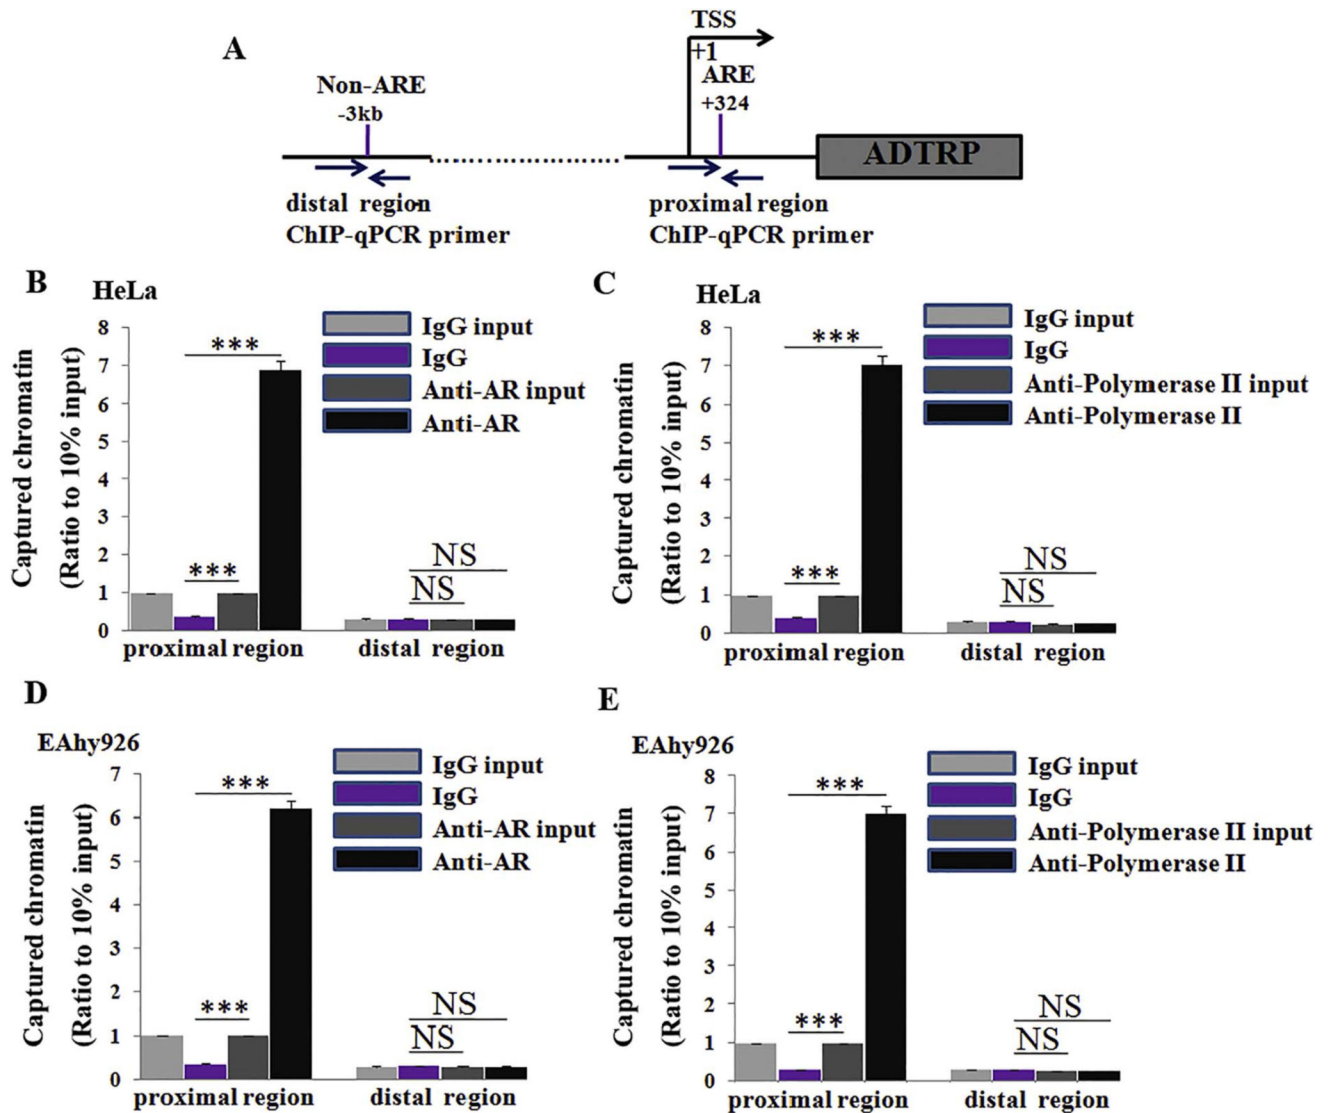 A
TSS
+1
ARE
+324
Non-ARE
-3kb
ADTRP
distal region
ChIP-qPCR primer
proximal region
ChIP-qPCR primer
B
HeLa
Captured chromatin
(Ratio to 10% input)
8
7
6
5
4
3
2
1
0
IgG input
IgG
Anti-AR input
Anti-AR
***
***
NS
NS
proximal region
distal region
C
HeLa
Captured chromatin
(Ratio to 10% input)
8
7
6
5
4
3
2
1
0
IgG input
IgG
Anti-Polymerase II input
Anti-Polymerase II
***
***
NS
NS
proximal region
distal region
D
EAhy926
Captured chromatin
(Ratio to 10% input)
7
6
5
4
3
2
1
0
IgG input
IgG
Anti-AR input
Anti-AR
***
***
NS
NS
proximal region
distal region
E
EAhy926
Captured chromatin
(Ratio to 10% input)
8
7
6
5
4
3
2
1
0
IgG input
IgG
Anti-Polymerase II input
Anti-Polymerase II
***
***
NS
NS
proximal region
distal region